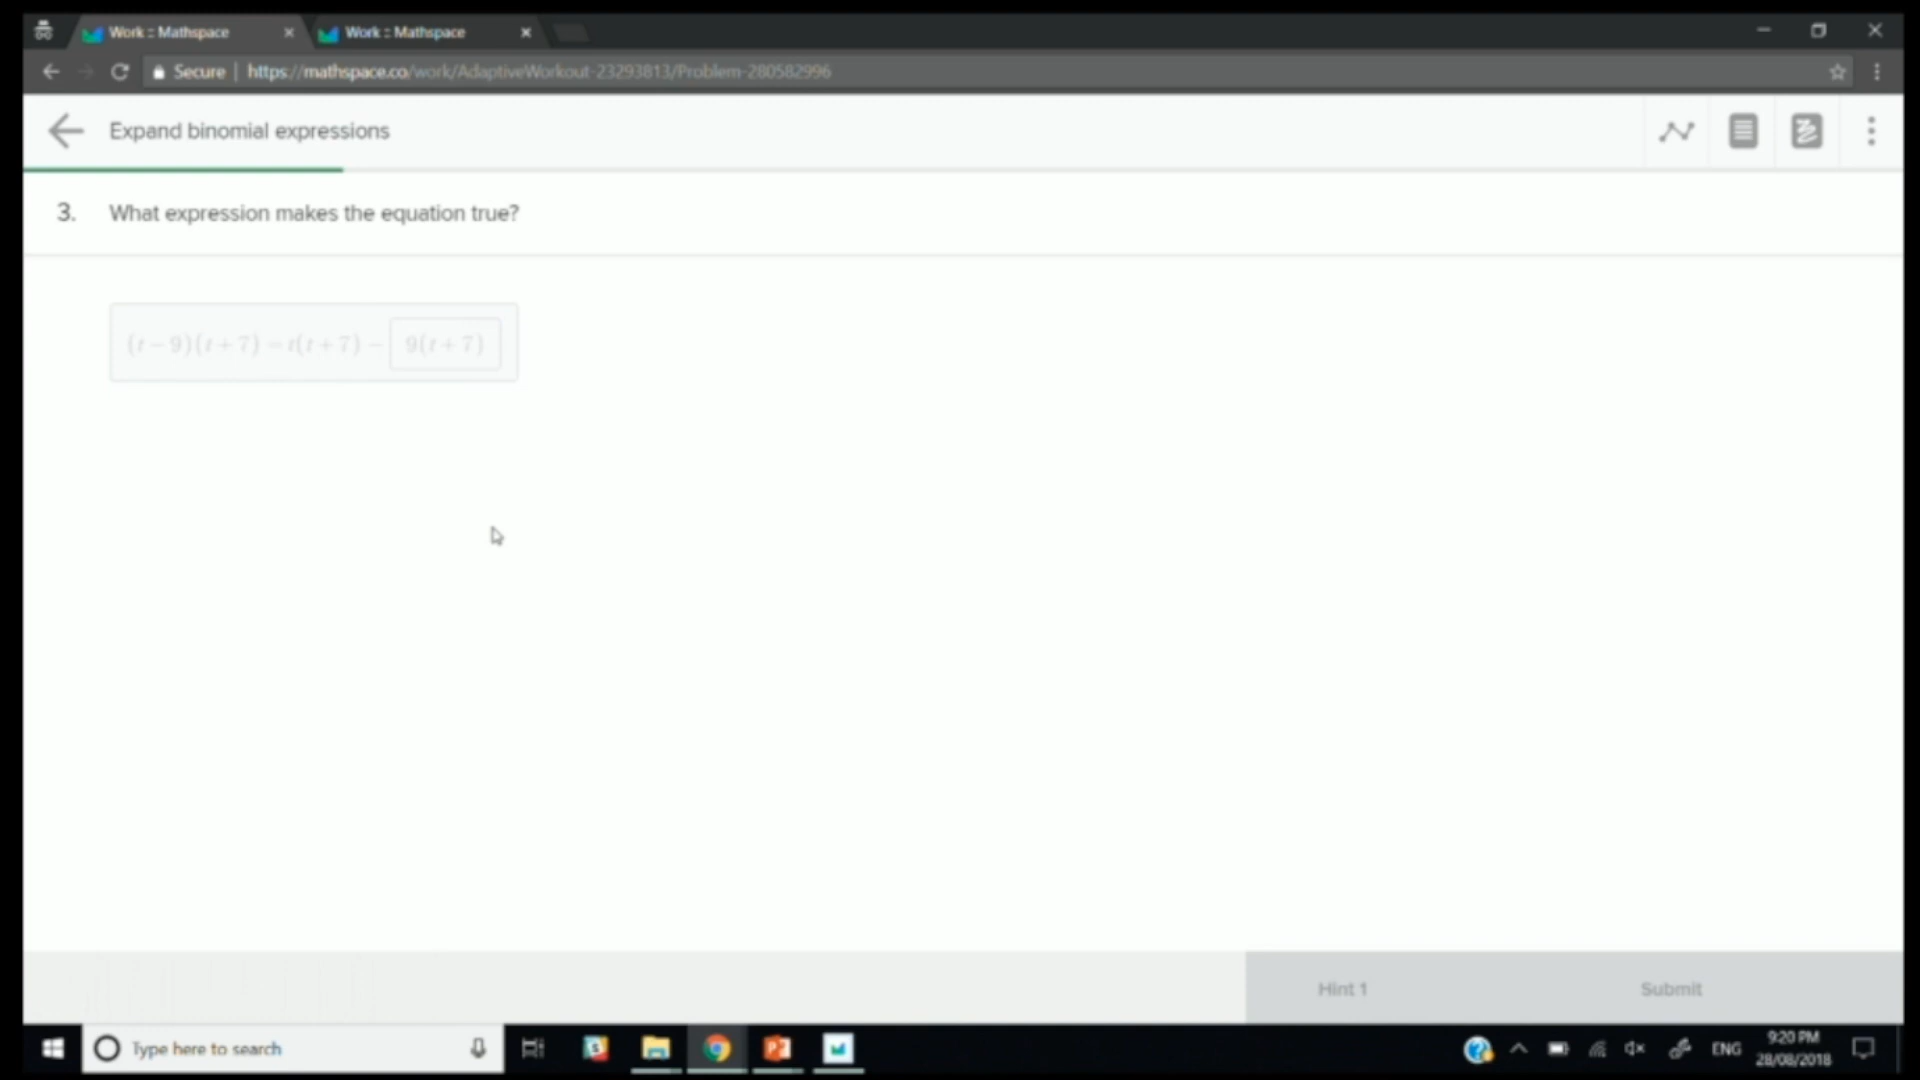 Work :: Mathspace
Work :: Mathspace
Secure | https://mathspace.co/work/AdaptiveWorkout-23293813/Problem-280582996
Expand binomial expressions
3. What expression makes the equation true?
(t − 9)(t + 7) = t(t + 7) − 9(t + 7)
Hint 1
Submit
Type here to search
ENG
9:20 PM
28/08/2018